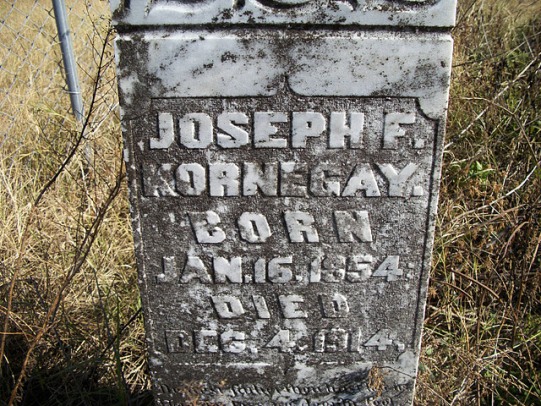 JOSEPH F.
KORNEGAY.
BORN
JAN. 16. 1854.
DIED
DEC. 4. 1914.